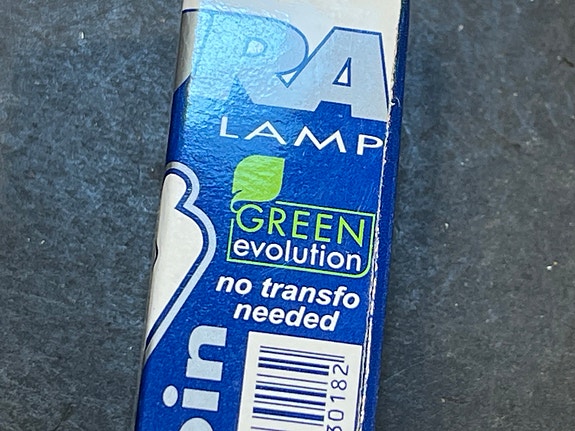 RA
LAMP
GREEN
evolution
no transfo
needed
pin
30182